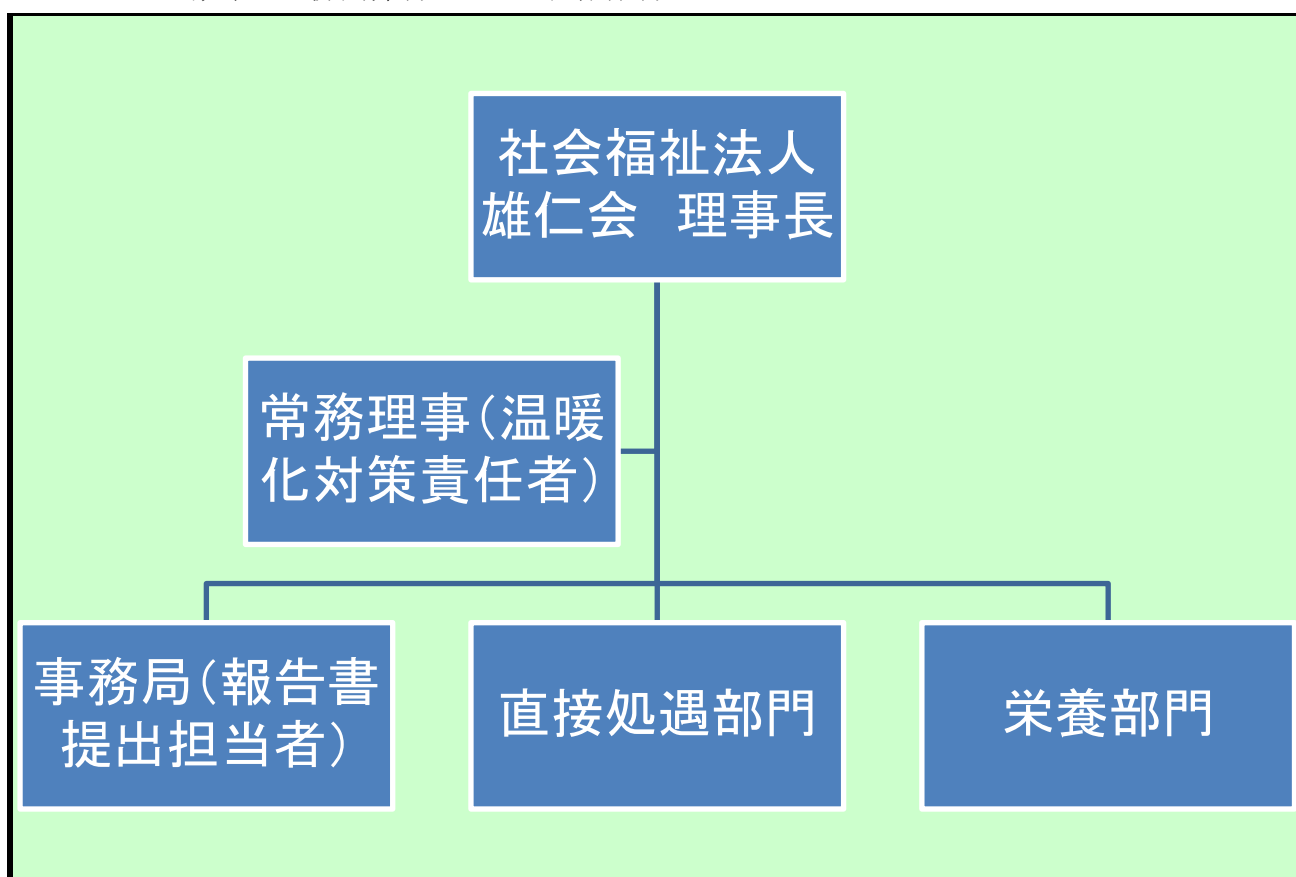 社会福祉法人
雄仁会　理事長
常務理事（温暖
化対策責任者）
事務局（報告書
提出担当者）
直接処遇部門
栄養部門